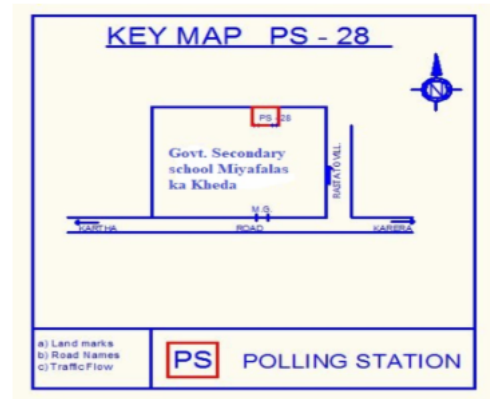 KEY MAP PS - 28
N
PS - 28
Govt. Secondary
school Miyafalas
ka Kheda
RASTA TO VILL.
M.G.
KARTHA
ROAD
KARERA
a) Land marks
b) Road Names
c) Traffic Flow
PS
POLLING STATION